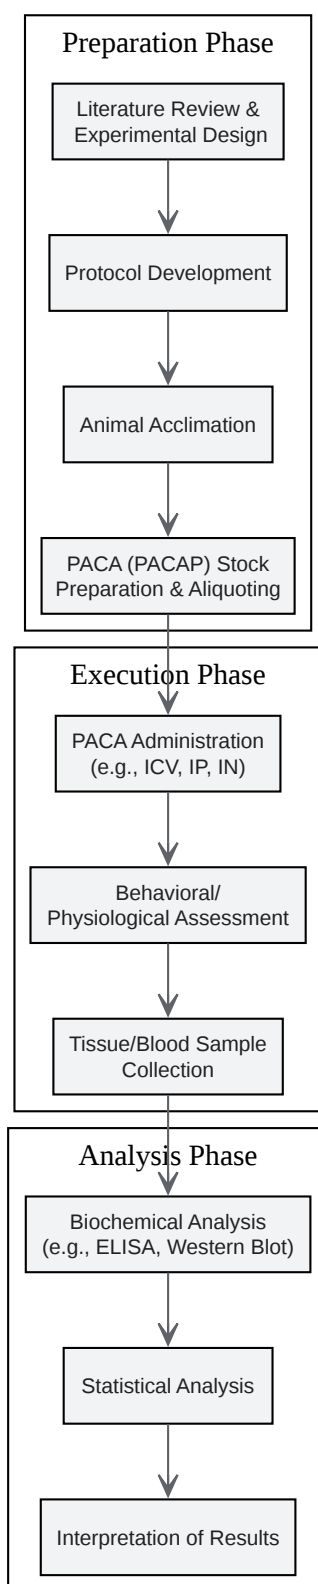 Preparation Phase
Literature Review &
Experimental Design
Protocol Development
Animal Acclimation
PACA (PACAP) Stock
Preparation & Aliquoting
Execution Phase
PACA Administration
(e.g., ICV, IP, IN)
Behavioral/
Physiological Assessment
Tissue/Blood Sample
Collection
Analysis Phase
Biochemical Analysis
(e.g., ELISA, Western Blot)
Statistical Analysis
Interpretation of Results